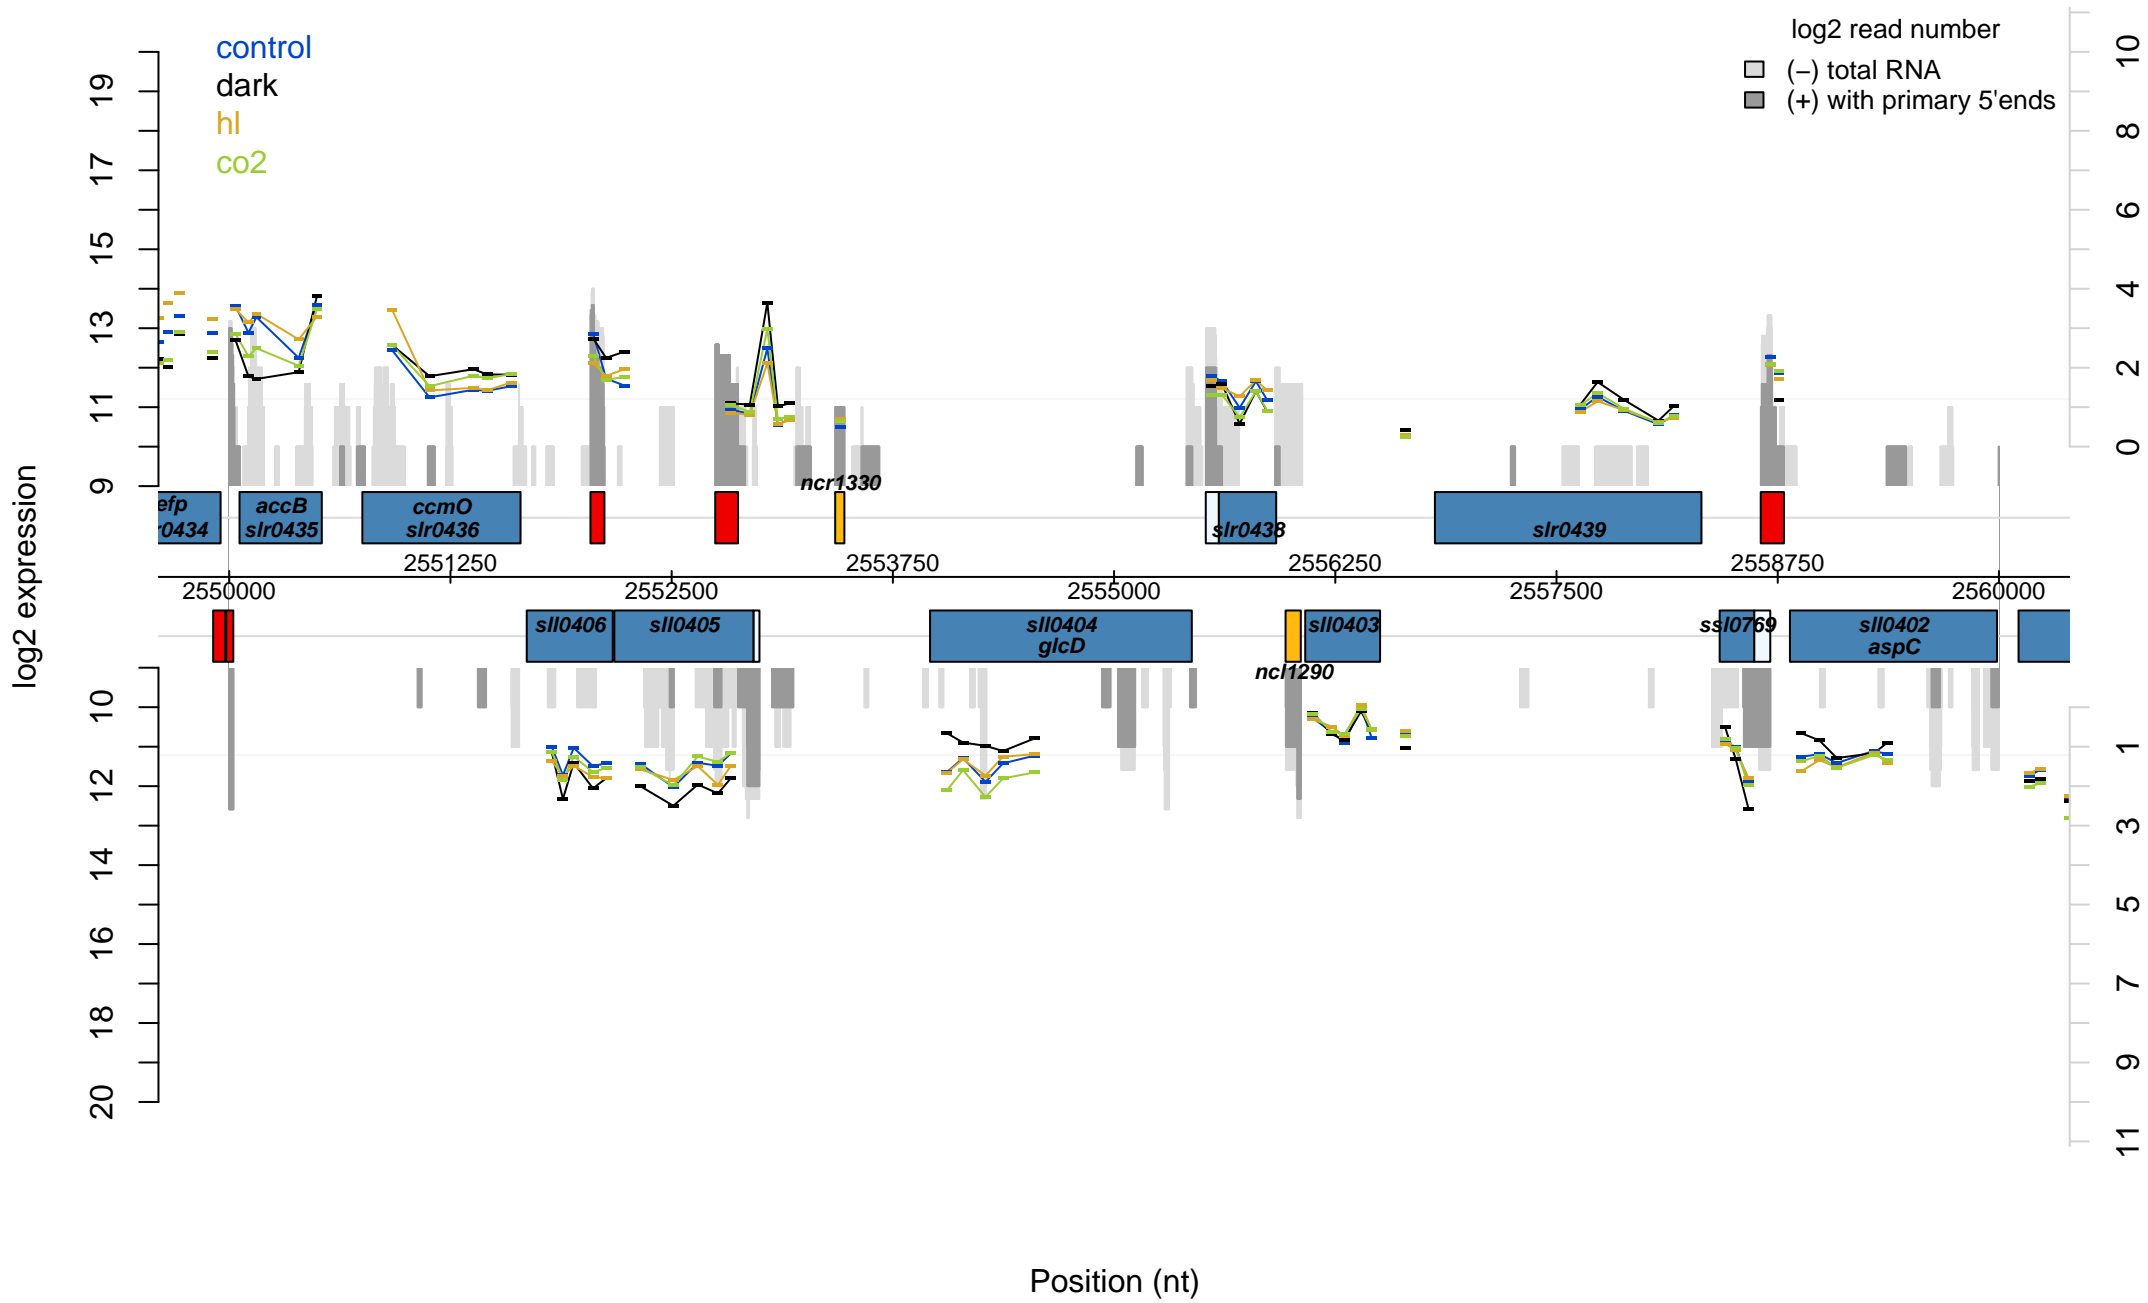 control
dark
hl
co2
log2 read number
(−) total RNA
(+) with primary 5'ends
19
17
15
13
11
9
10
8
6
4
2
0
log2 expression
efp
r0434
accB
slr0435
ccmO
slr0436
ncr1330
slr0438
slr0439
2551250
2553750
2556250
2558750
2550000
2552500
2555000
2557500
2560000
sll0406
sll0405
sll0404
glcD
ncl1290
sll0403
ssl0769
sll0402
aspC
10
12
14
16
18
20
1
3
5
7
9
11
Position (nt)